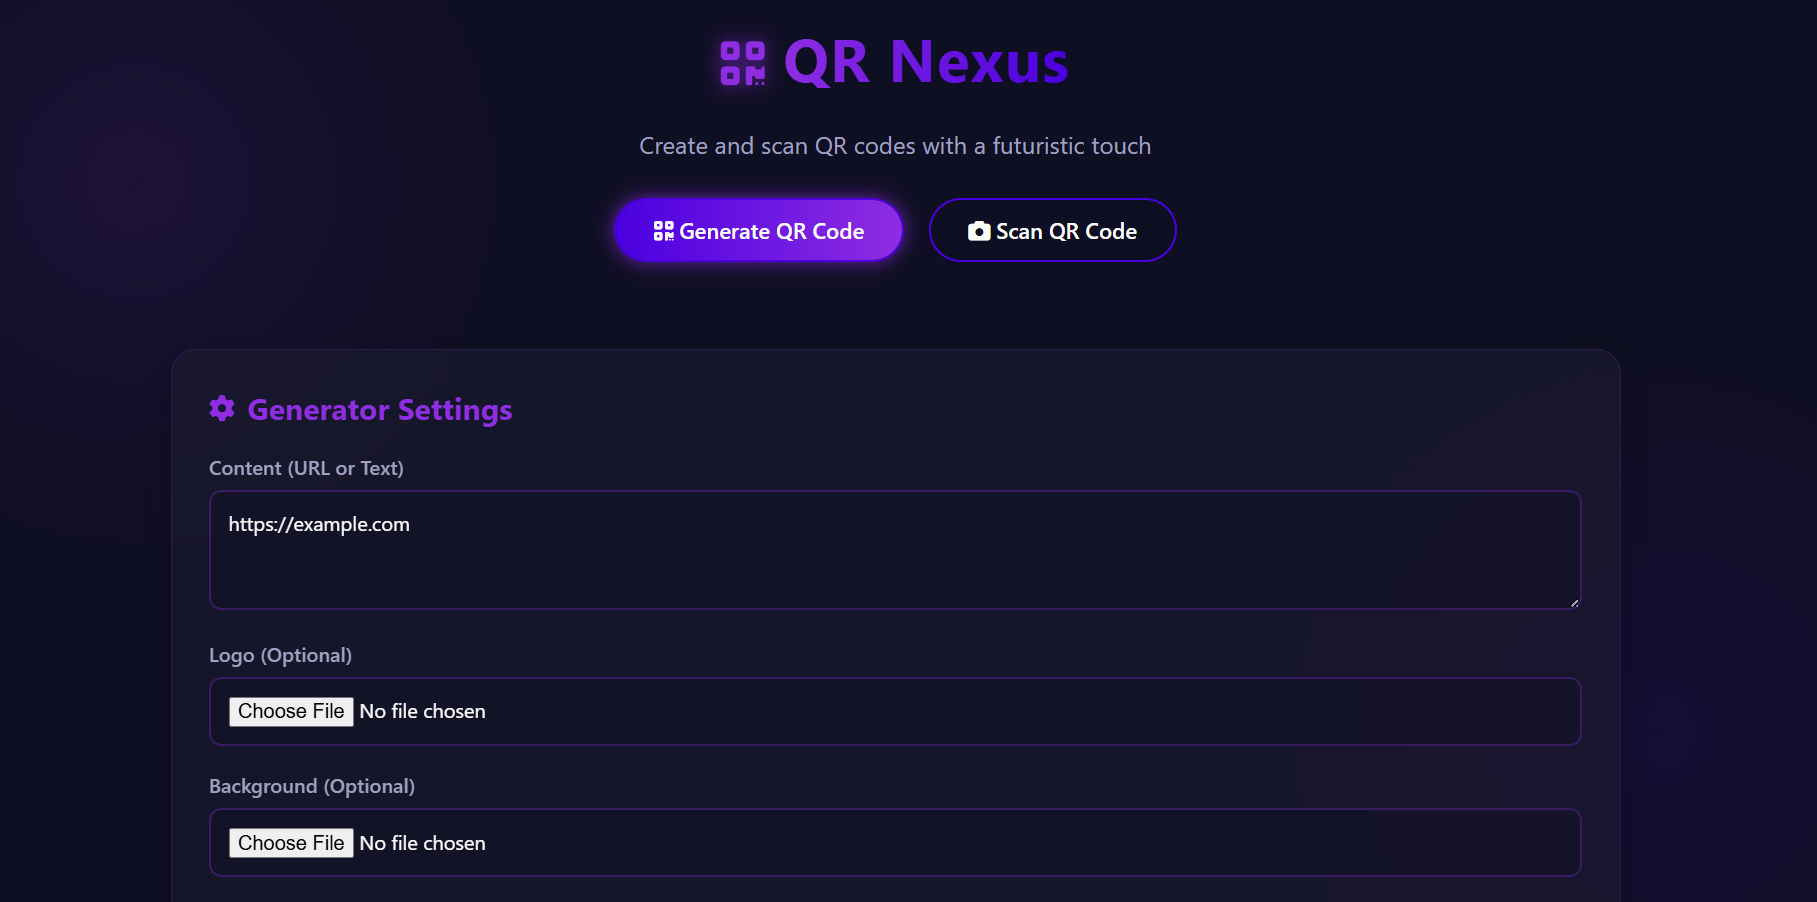 QR Nexus
Create and scan QR codes with a futuristic touch
Generate QR Code
Scan QR Code
Generator Settings
Content (URL or Text)
https://example.com
Logo (Optional)
Choose File No file chosen
Background (Optional)
Choose File No file chosen